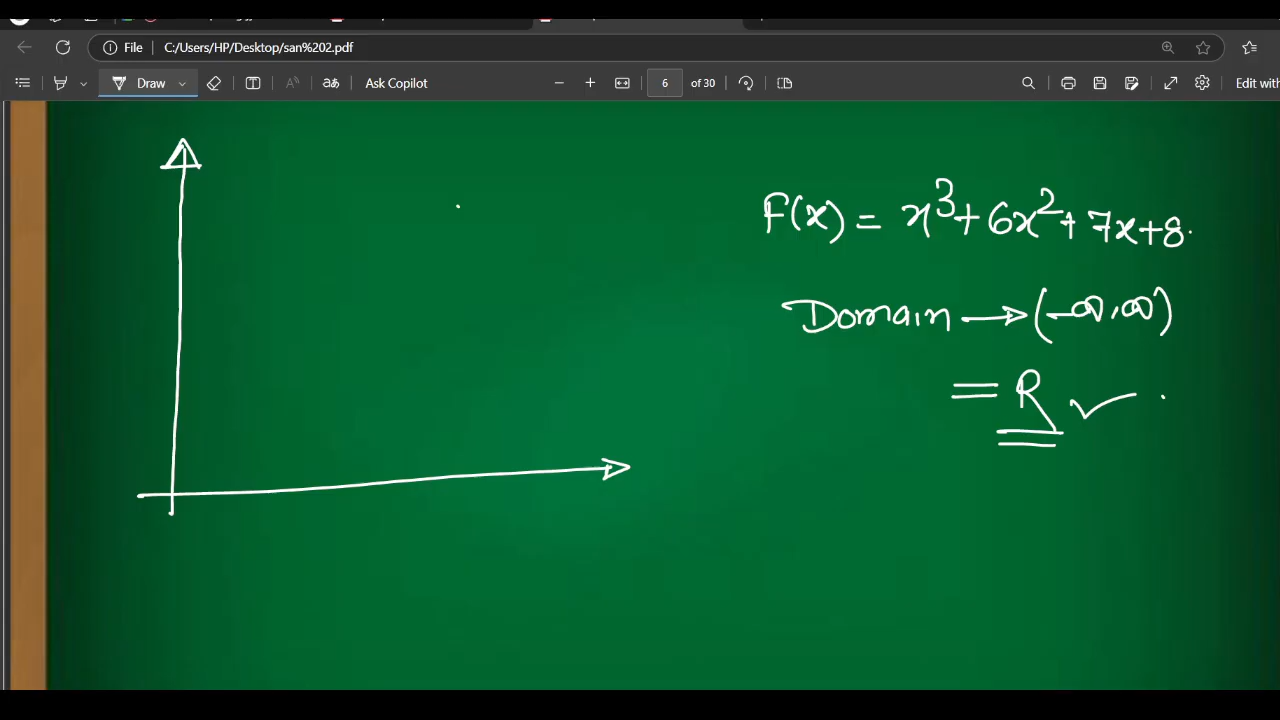 File | C:/Users/HP/Desktop/san%202.pdf
Draw Ask Copilot 6 of 30 Edit with
F(x) = x³+6x²+7x+8.
Domain → (-∞,∞)
= R ✓.